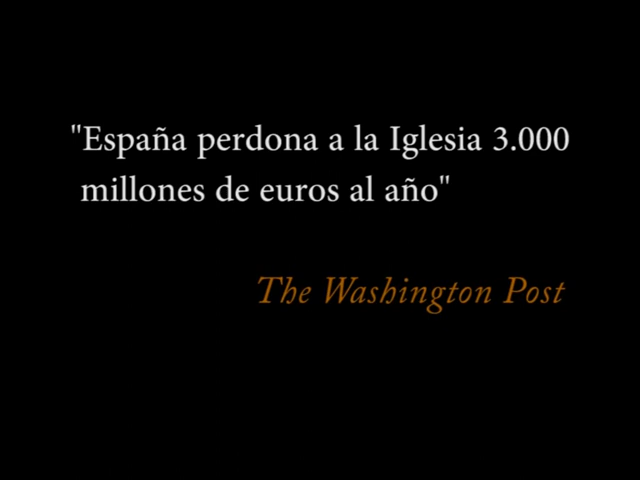 "España perdona a la Iglesia 3.000
millones de euros al año"
The Washington Post